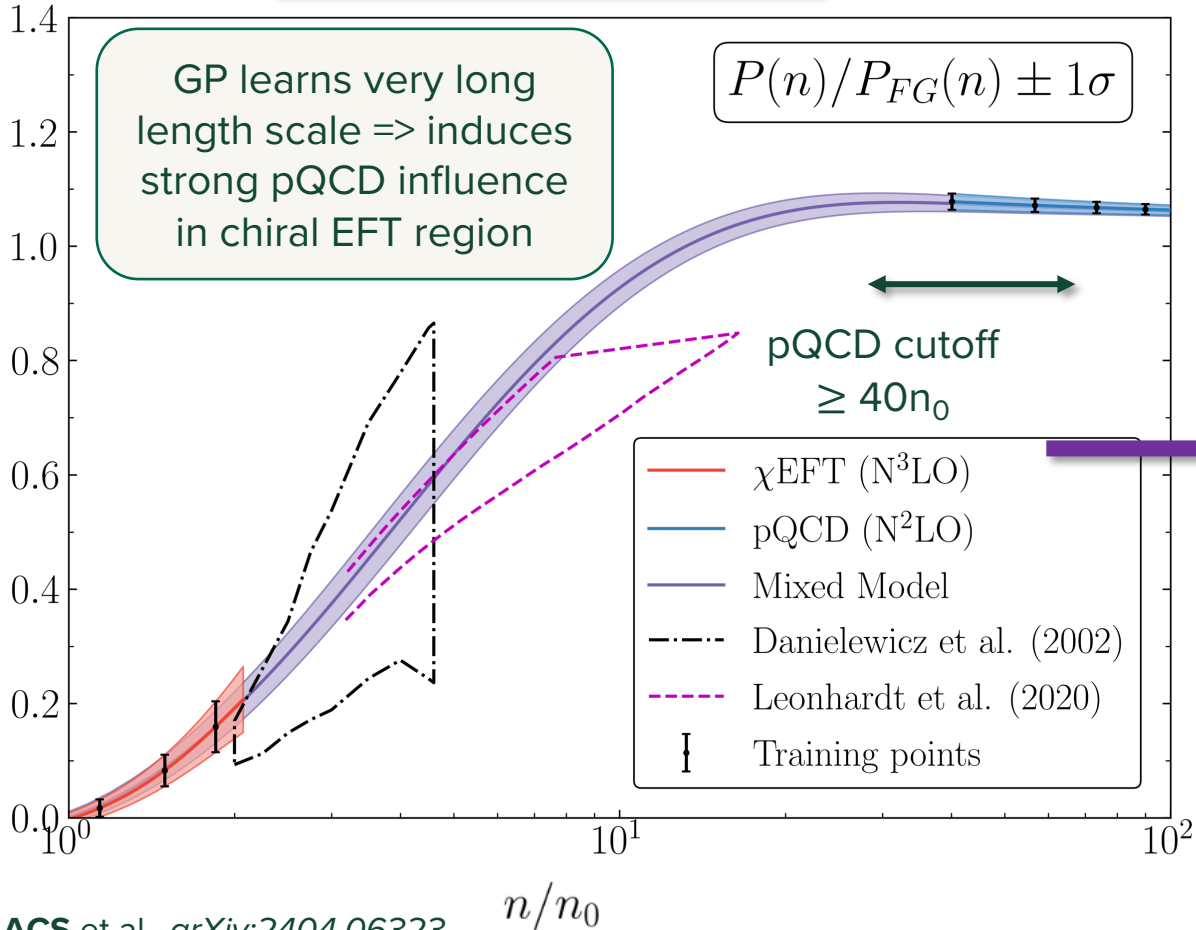 1.4
GP learns very long
length scale => induces
strong pQCD influence
in chiral EFT region
P(n)/P_{FG}(n) ± 1σ
1.2
1.0
0.8
pQCD cutoff
≥ 40n₀
0.6
χEFT (N³LO)
pQCD (N²LO)
0.4
Mixed Model
Danielewicz et al. (2002)
0.2
Leonhardt et al. (2020)
Training points
0.0
10⁰ 10¹ 10²
n/n₀
ACS et al., arXiv:2404.06323